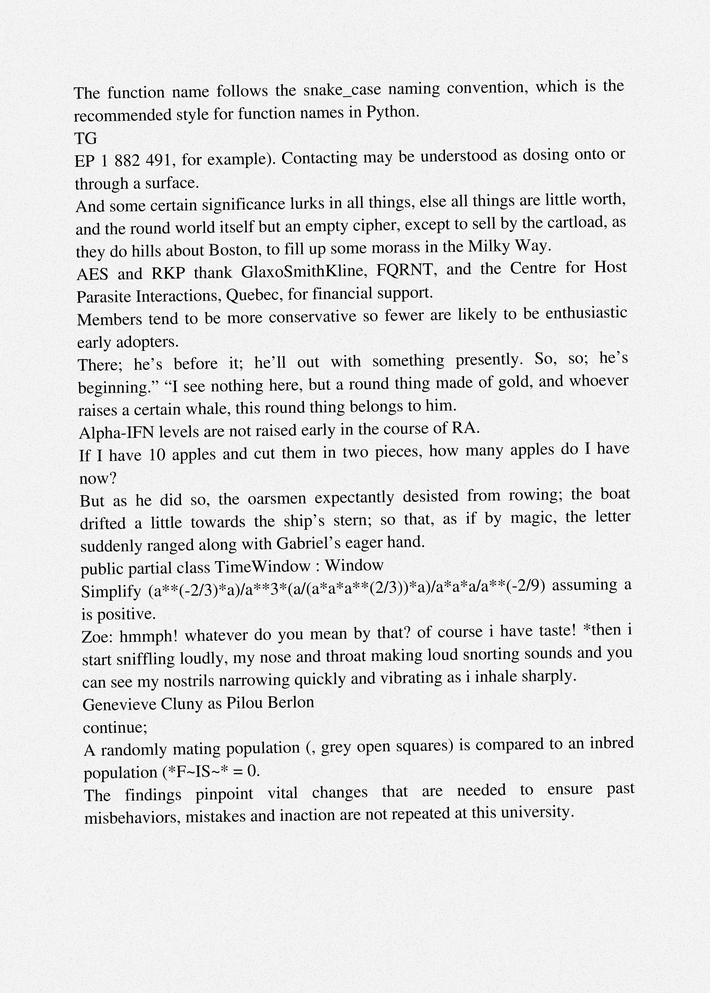 The function name follows the snake_case naming convention, which is the
recommended style for function names in Python.
TG
EP 1 882 491, for example). Contacting may be understood as dosing onto or
through a surface.
And some certain significance lurks in all things, else all things are little worth,
and the round world itself but an empty cipher, except to sell by the cartload, as
they do hills about Boston, to fill up some morass in the Milky Way.
AES and RKP thank GlaxoSmithKline, FQRNT, and the Centre for Host
Parasite Interactions, Quebec, for financial support.
Members tend to be more conservative so fewer are likely to be enthusiastic
early adopters.
There; he’s before it; he’ll out with something presently. So, so; he’s
beginning.” “I see nothing here, but a round thing made of gold, and whoever
raises a certain whale, this round thing belongs to him.
Alpha-IFN levels are not raised early in the course of RA.
If I have 10 apples and cut them in two pieces, how many apples do I have
now?
But as he did so, the oarsmen expectantly desisted from rowing; the boat
drifted a little towards the ship’s stern; so that, as if by magic, the letter
suddenly ranged along with Gabriel’s eager hand.
public partial class TimeWindow : Window
Simplify (a**(-2/3)*a)/a**3*(a/(a*a*a**(2/3))*a)/a*a*a/a**(-2/9) assuming a
is positive.
Zoe: hmmph! whatever do you mean by that? of course i have taste! *then i
start sniffling loudly, my nose and throat making loud snorting sounds and you
can see my nostrils narrowing quickly and vibrating as i inhale sharply.
Genevieve Cluny as Pilou Berlon
continue;
A randomly mating population (, grey open squares) is compared to an inbred
population (*F~IS~* = 0.
The findings pinpoint vital changes that are needed to ensure past
misbehaviors, mistakes and inaction are not repeated at this university.